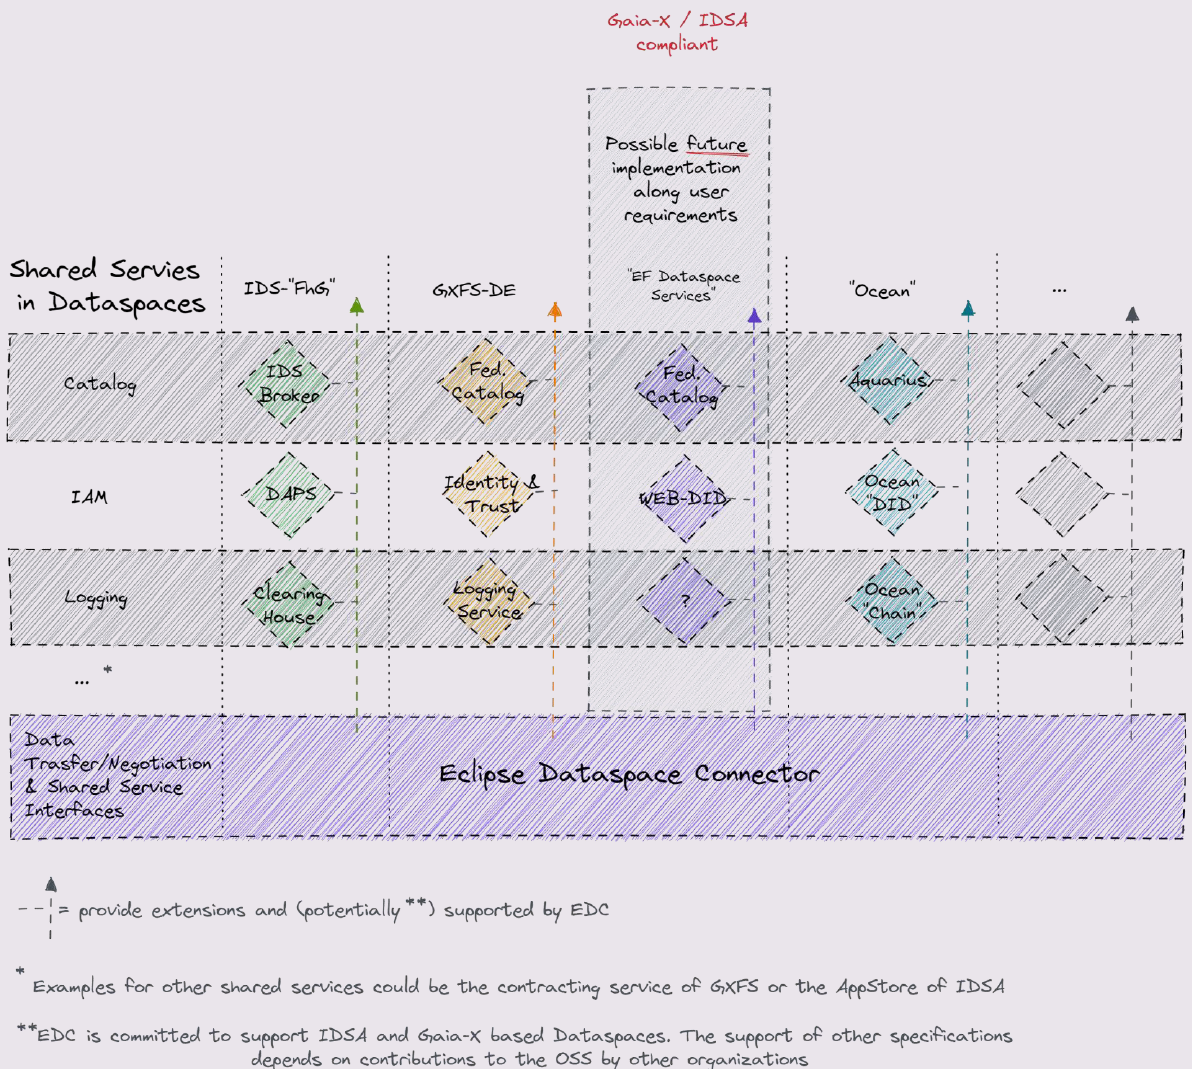 Gaia-X / IDSA
compliant
Possible future
implementation
along user
requirements
Shared Servies
in Dataspaces
IDS-"FhG"
GXFS-DE
"EF Dataspace
Services"
"Ocean"
...
Catalog
IDS
Broker
Fed.
Catalog
Fed.
Catalog
Aquarius
IAM
DAPS
Identity &
Trust
WEB-DID
Ocean
"DID"
Logging
Clearing
House
Logging
Service
?
Ocean
"Chain"
... *
Data
Trasfer/Negotiation
& Shared Service
Interfaces
Eclipse Dataspace Connector
= provide extensions and (potentially **) supported by EDC
* Examples for other shared services could be the contracting service of GXFS or the AppStore of IDSA
**EDC is committed to support IDSA and Gaia-X based Dataspaces. The support of other specifications
depends on contributions to the OSS by other organizations